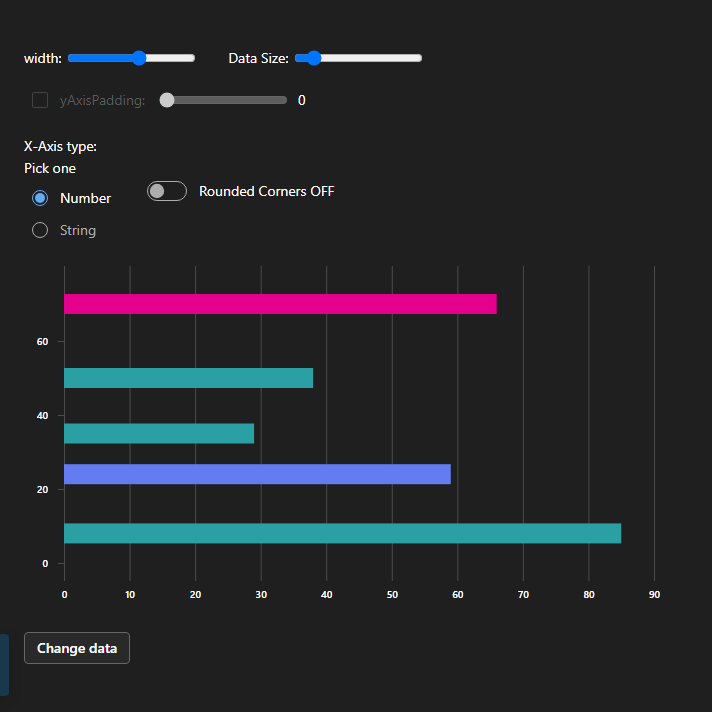 width: Data Size:
yAxisPadding: 0
X-Axis type:
Pick one
Number Rounded Corners OFF
String
60
40
20
0
0 10 20 30 40 50 60 70 80 90
Change data